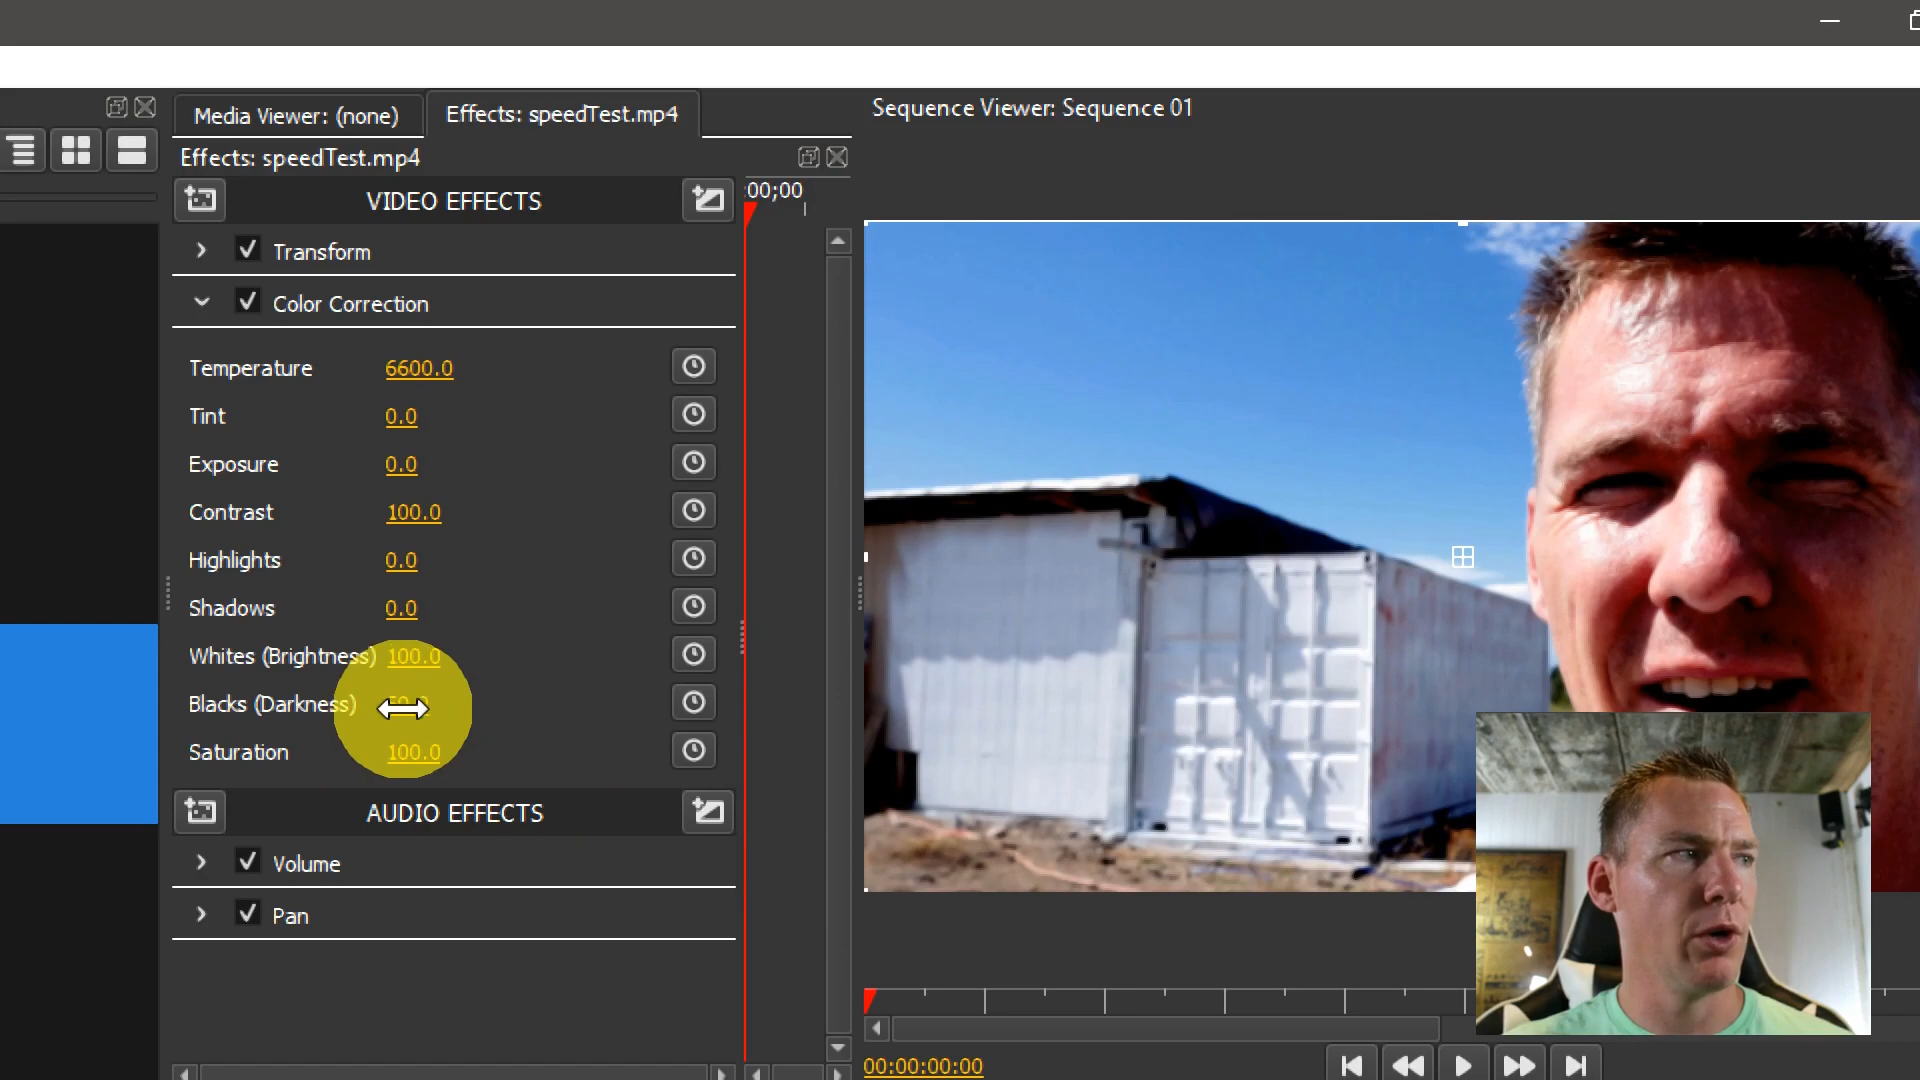 Media Viewer: (none)
Effects: speedTest.mp4
Sequence Viewer: Sequence 01
Effects: speedTest.mp4
VIDEO EFFECTS
:00;00
Transform
Color Correction
Temperature 6600.0
Tint 0.0
Exposure 0.0
Contrast 100.0
Highlights 0.0
Shadows 0.0
Whites (Brightness) 100.0
Blacks (Darkness)
Saturation 100.0
AUDIO EFFECTS
Volume
Pan
00:00:00:00